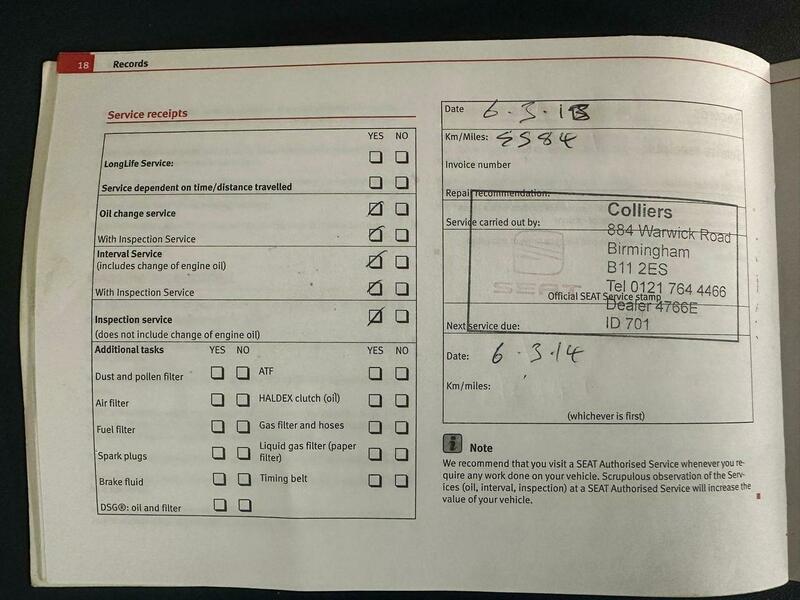 18 Records
Service receipts
YES NO
LongLife Service:
Service dependent on time/distance travelled
Oil change service
With Inspection Service
Interval Service
(includes change of engine oil)
With Inspection Service
Inspection service
(does not include change of engine oil)
Additional tasks YES NO YES NO
Dust and pollen filter ATF
Air filter HALDEX clutch (oil)
Fuel filter Gas filter and hoses
Spark plugs Liquid gas filter (paper
filter)
Brake fluid Timing belt
DSG®: oil and filter
Date 6.3.13
Km/Miles: 5584
Invoice number
Repair recommendation:
Service carried out by:
Colliers
884 Warwick Road
Birmingham
B11 2ES
Tel 0121 764 4466
Dealer 4766E
ID 701
SEAT
Official SEAT Service stamp
Next service due:
Date: 6.3.14
Km/miles:
(whichever is first)
i Note
We recommend that you visit a SEAT Authorised Service whenever you re-
quire any work done on your vehicle. Scrupulous observation of the Serv-
ices (oil, interval, inspection) at a SEAT Authorised Service will increase the
value of your vehicle.